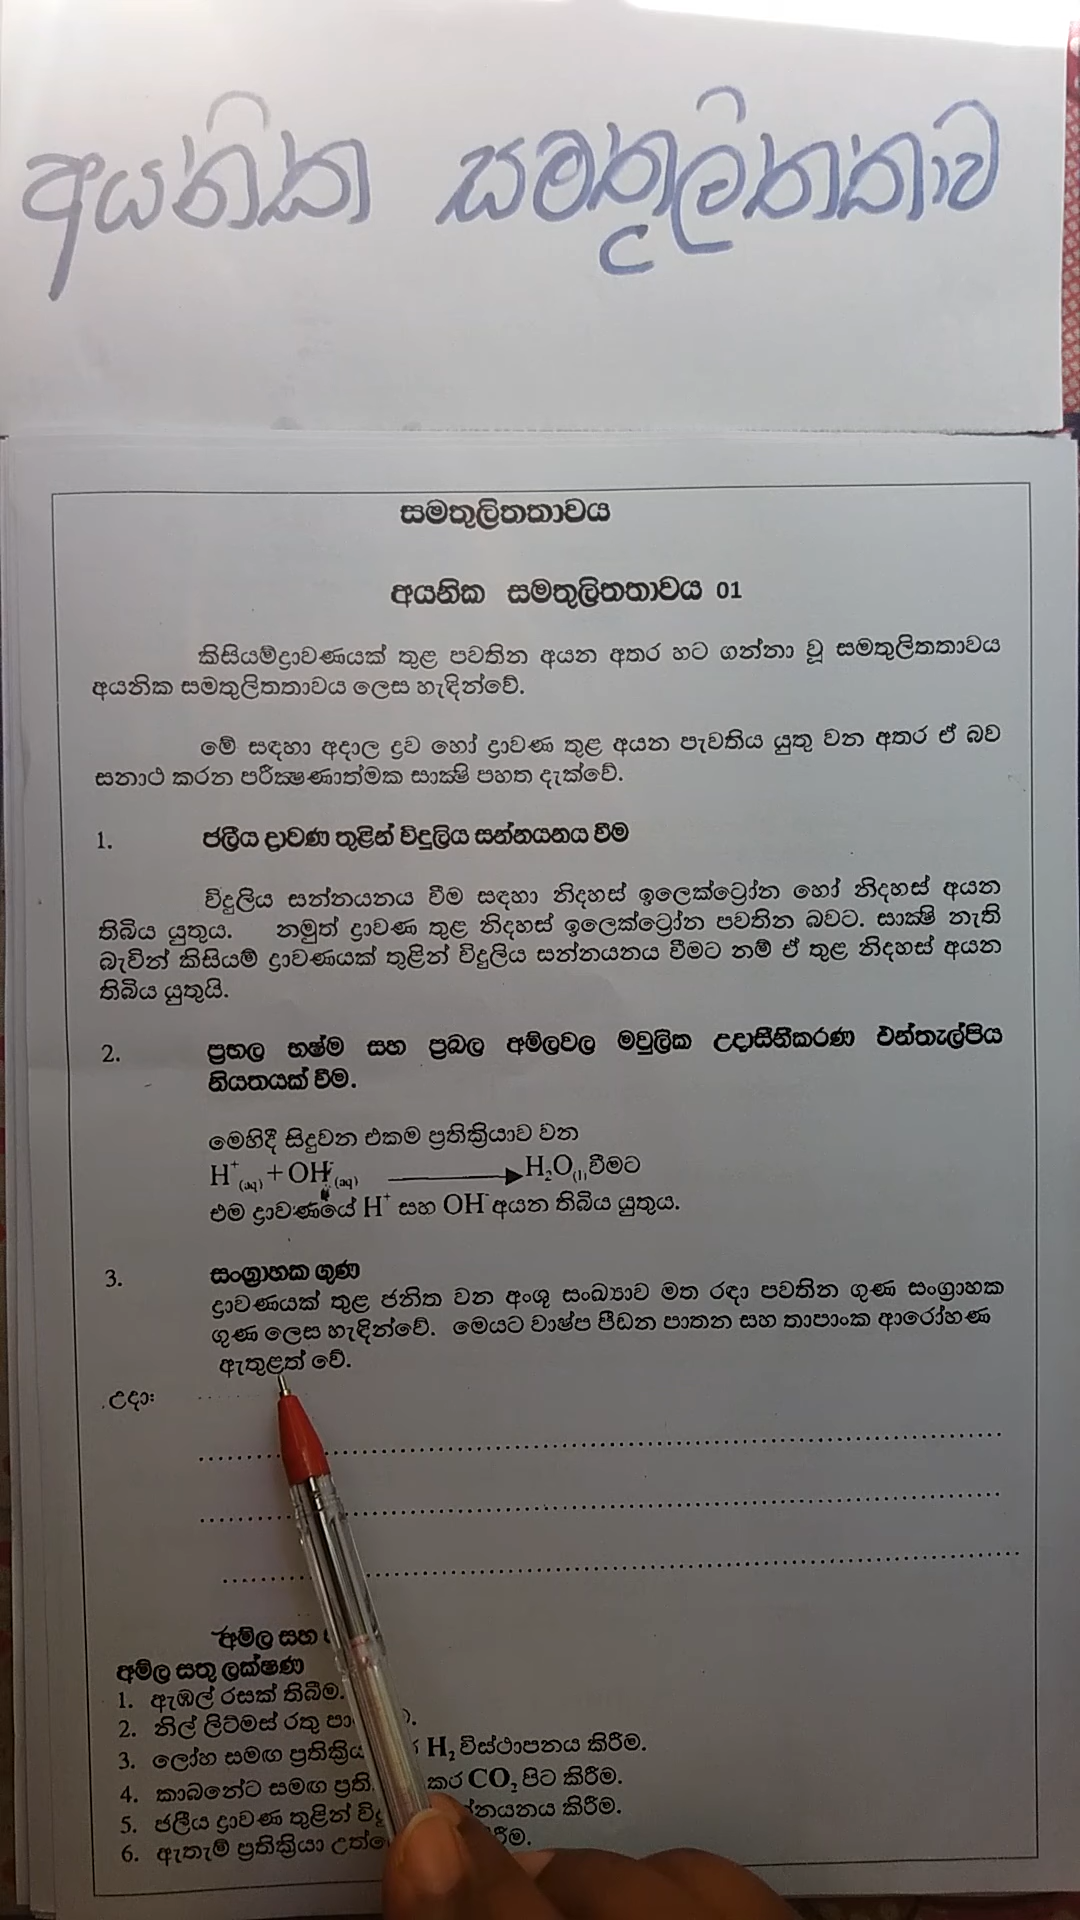 අයනික සමතුලිතතාව
සමතුලිතතාවය
අයනික සමතුලිතතාවය 01
කිසියම්ද්‍රාවණයක් තුළ පවතින අයන අතර හට ගන්නා වූ සමතුලිතතාවය
අයනික සමතුලිතතාවය ලෙස හැඳින්වේ.
මේ සඳහා අදාල ද්‍රව හෝ ද්‍රාවණ තුළ අයන පැවතිය යුතු වන අතර ඒ බව
සනාථ කරන පරීක්‍ෂණාත්මක සාක්‍ෂි පහත දැක්වේ.
1. ජලීය ද්‍රාවණ තුළින් විදුලිය සන්නයනය වීම
විදුලිය සන්නයනය වීම සඳහා නිදහස් ඉලෙක්ට්‍රෝන හෝ නිදහස් අයන
තිබිය යුතුය. නමුත් ද්‍රාවණ තුළ නිදහස් ඉලෙක්ට්‍රෝන පවතින බවට. සාක්‍ෂි නැති
බැවින් කිසියම් ද්‍රාවණයක් තුළින් විදුලිය සන්නයනය වීමට නම් ඒ තුළ නිදහස් අයන
තිබිය යුතුයි.
2. ප්‍රභල භෂ්ම සහ ප්‍රබල අම්ලවල මවුලික උදාසීනීකරණ එන්තැල්පිය
නියතයක් වීම.
මෙහිදී සිදුවන එකම ප්‍රතික්‍රියාව වන
H⁺(aq) + OH⁻(aq) ⟶ H₂O(l) වීමට
එම ද්‍රාවණයේ H⁺ සහ OH⁻ අයන තිබිය යුතුය.
3. සංග්‍රාහක ගුණ
ද්‍රාවණයක් තුළ ජනිත වන අංශු සංඛ්‍යාව මත රඳා පවතින ගුණ සංග්‍රාහක
ගුණ ලෙස හැඳින්වේ. මෙයට වාෂ්ප පීඩන පාතන සහ තාපාංක ආරෝහණ
ඇතුළත් වේ.
උදා:
අම්ල සහ
අම්ල සතු ලක්ෂණ
1. ඇඹුල් රසක් තිබීම.
2. නිල් ලිට්මස් රතු
3. ලෝහ සමඟ H₂ විස්ථාපනය කිරීම.
4. කාබනේට සමඟ කර CO₂ පිට කිරීම.
5. ජලීය ද්‍රාවණ තුළින් කිරීම.
6. ඇතැම් ප්‍රතික්‍රියා